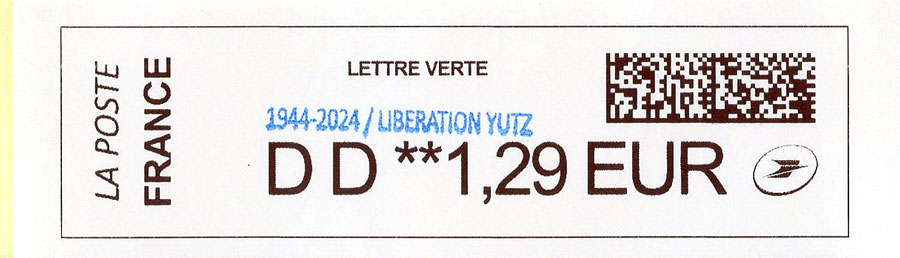 LA POSTE
FRANCE
LETTRE VERTE
1944-2024 / LIBERATION YUTZ
D D **1,29 EUR